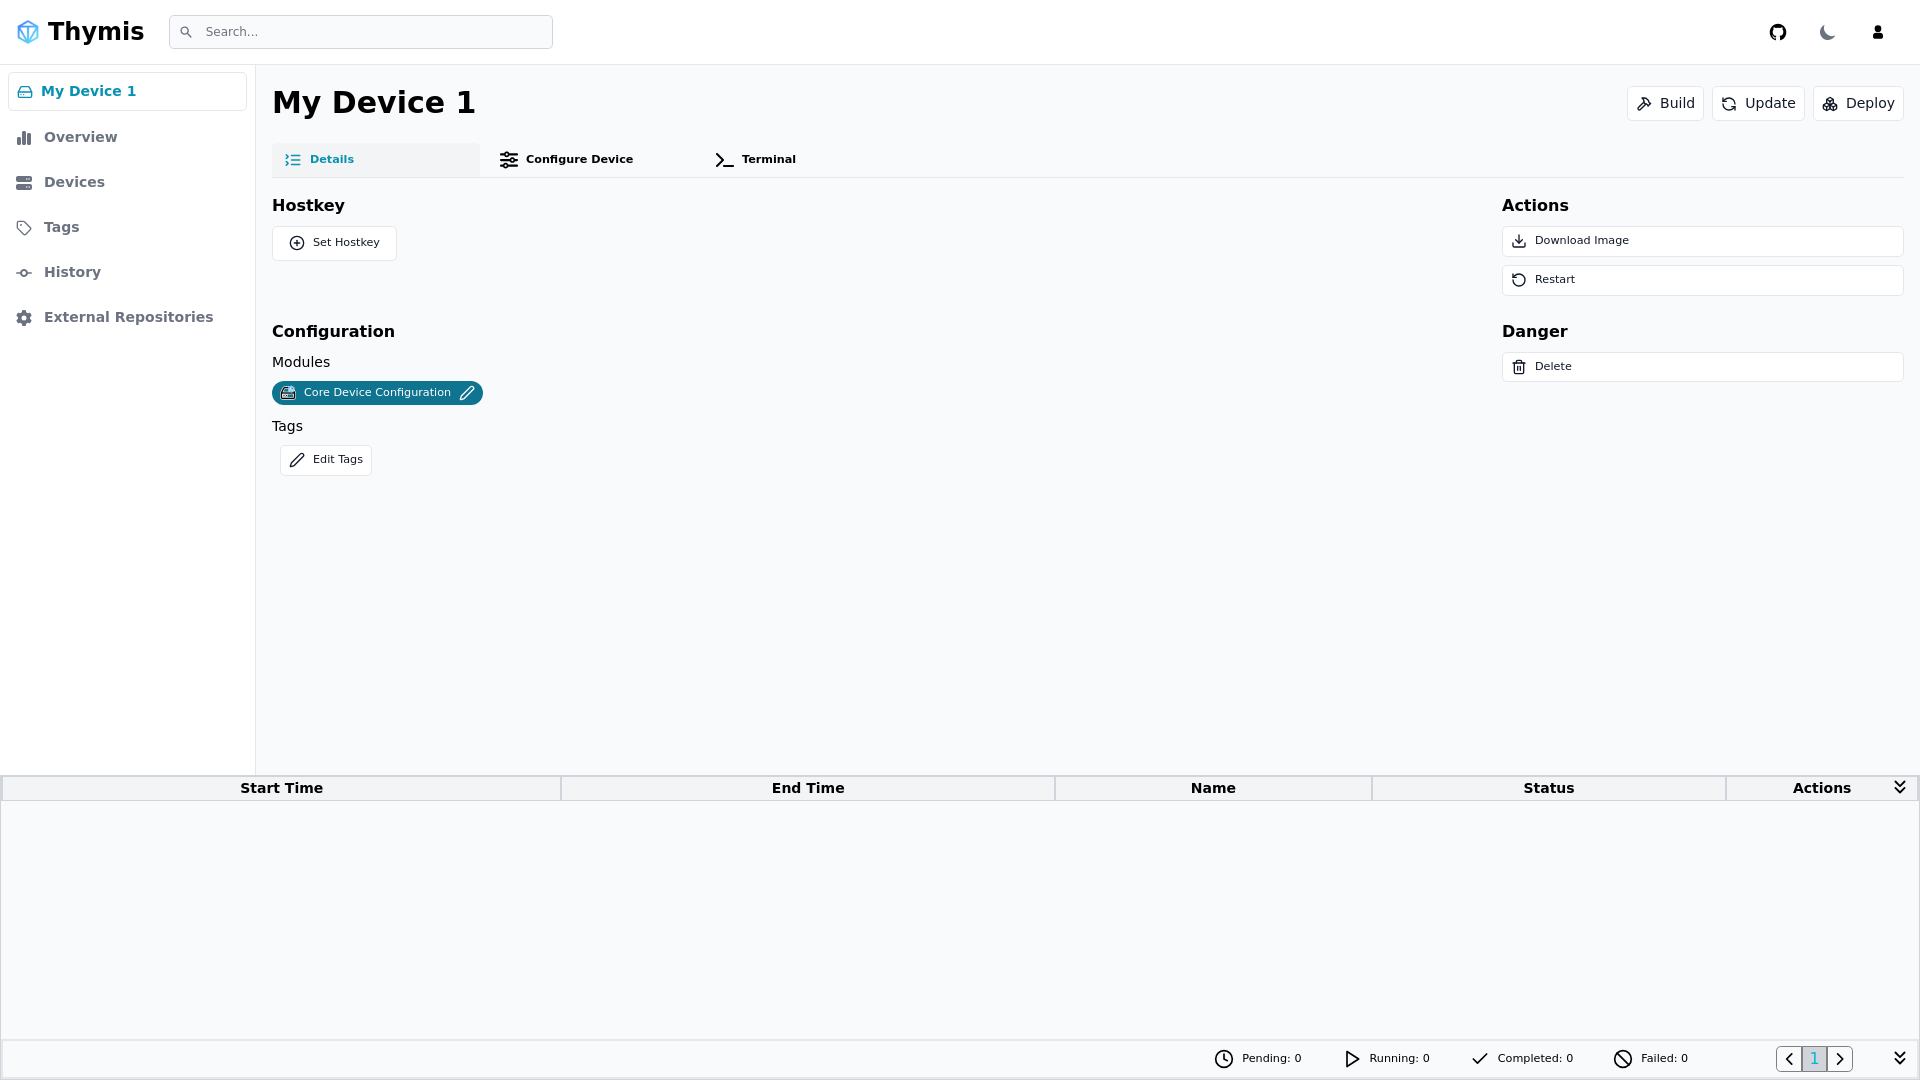 Thymis
Search...
My Device 1
Overview
Devices
Tags
History
External Repositories
My Device 1
Build
Update
Deploy
Details
Configure Device
Terminal
Hostkey
Set Hostkey
Configuration
Modules
Core Device Configuration
Tags
Edit Tags
Actions
Download Image
Restart
Danger
Delete
Start Time
End Time
Name
Status
Actions
Pending: 0
Running: 0
Completed: 0
Failed: 0
1